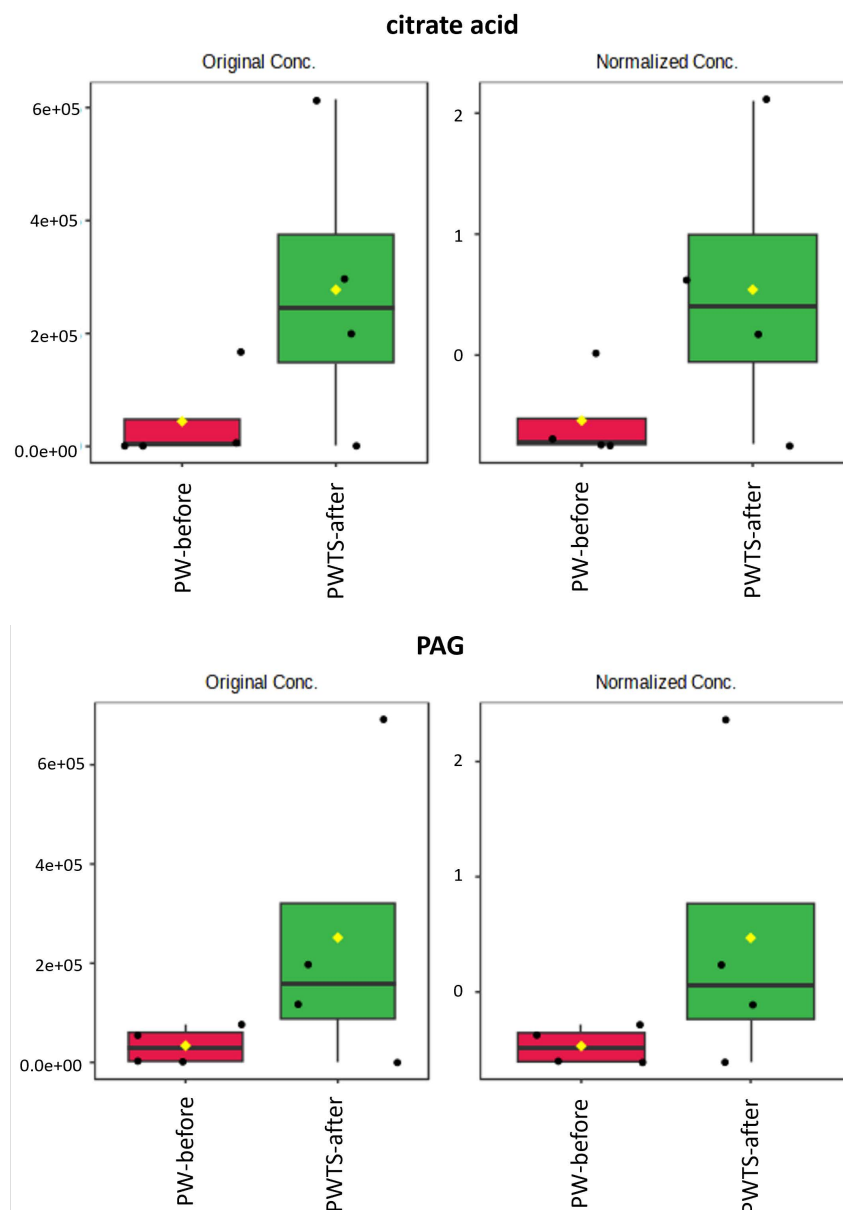 citrate acid
Original Conc.
Normalized Conc.
6e+05
4e+05
2e+05
0.0e+00
2
1
0
PW-before
PWTS-after
PW-before
PWTS-after
PAG
Original Conc.
Normalized Conc.
6e+05
4e+05
2e+05
0.0e+00
2
1
0
PW-before
PWTS-after
PW-before
PWTS-after